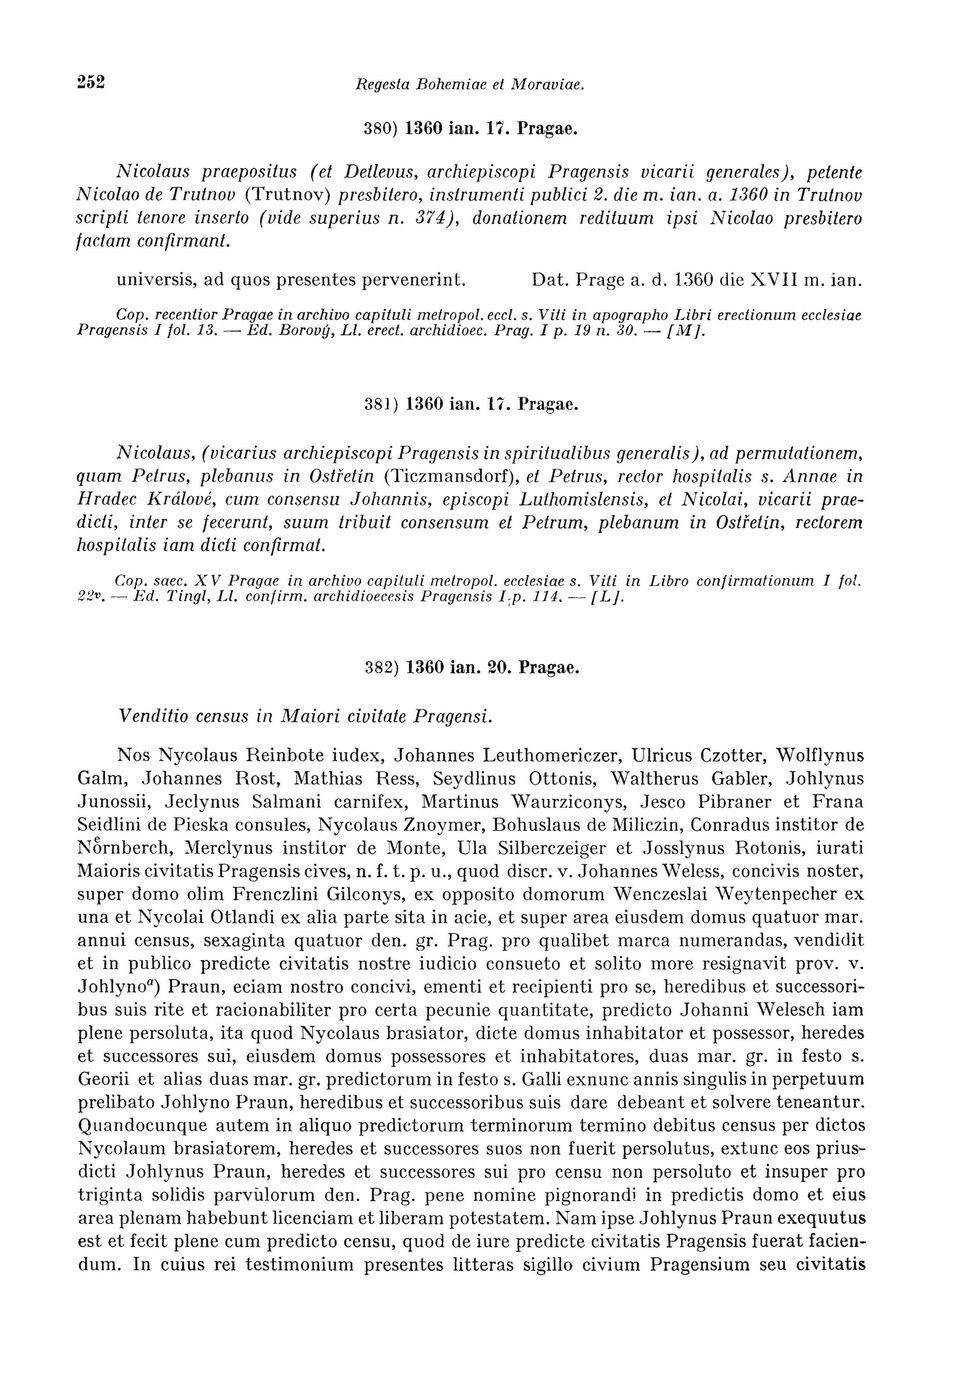 252 Regesta Bohemiae et Moraviae.
380) 1360 ian. 17. Pragae.
Nicolaus praepositus (et Detlevus, archiepiscopi Pragensis vicarii generales), petente
Nicolao de Trutnov (Trutnov) presbitero, instrumenti publici 2. die m. ian. a. 1360 in Trutnov
scripti tenore inserto (vide superius n. 374), donationem redituum ipsi Nicolao presbitero
factam confirmant.
universis, ad quos presentes pervenerint. Dat. Prage a. d. 1360 die XVII m. ian.
Cop. recentior Pragae in archivo capituli metropol. eccl. s. Viti in apographo Libri erectionum ecclesiae
Pragensis I fol. 13. — Ed. Borový, Ll. erect. archidioec. Prag. I p. 19 n. 30. — [M].
381) 1360 ian. 17. Pragae.
Nicolaus, (vicarius archiepiscopi Pragensis in spiritualibus generalis), ad permutationem,
quam Petrus, plebanus in Ostřetín (Ticzmansdorf), et Petrus, rector hospitalis s. Annae in
Hradec Králové, cum consensu Johannis, episcopi Luthomislensis, et Nicolai, vicarii prae-
dicti, inter se fecerunt, suum tribuit consensum et Petrum, plebanum in Ostřetín, rectorem
hospitalis iam dicti confirmat.
Cop. saec. XV Pragae in archivo capituli metropol. ecclesiae s. Viti in Libro confirmationum I fol.
22v. — Ed. Tingl, Ll. confirm. archidioecesis Pragensis I p. 114. — [L].
382) 1360 ian. 20. Pragae.
Venditio census in Maiori civitate Pragensi.
Nos Nycolaus Reinbote iudex, Johannes Leuthomericzer, Ulricus Czotter, Wolflynus
Galm, Johannes Rost, Mathias Ress, Seydlinus Ottonis, Waltherus Gabler, Johlynus
Junossii, Jeclynus Salmani carnifex, Martinus Waurziconys, Jesco Pibraner et Frana
Seidlini de Pieska consules, Nycolaus Znoymer, Bohuslaus de Miliczin, Conradus institor de
Noͤrnberch, Merclynus institor de Monte, Ula Silberczeiger et Josslynus Rotonis, iurati
Maioris civitatis Pragensis cives, n. f. t. p. u., quod discr. v. Johannes Weless, concivis noster,
super domo olim Frenczlini Gilconys, ex opposito domorum Wenczeslai Weytenpecher ex
una et Nycolai Otlandi ex alia parte sita in acie, et super area eiusdem domus quatuor mar.
annui census, sexaginta quatuor den. gr. Prag. pro qualibet marca numerandas, vendidit
et in publico predicte civitatis nostre iudicio consueto et solito more resignavit prov. v.
Johlynoᵃ) Praun, eciam nostro concivi, ementi et recipienti pro se, heredibus et successori-
bus suis rite et racionabiliter pro certa pecunie quantitate, predicto Johanni Welesch iam
plene persoluta, ita quod Nycolaus brasiator, dicte domus inhabitator et possessor, heredes
et successores sui, eiusdem domus possessores et inhabitatores, duas mar. gr. in festo s.
Georii et alias duas mar. gr. predictorum in festo s. Galli exnunc annis singulis in perpetuum
prelibato Johlyno Praun, heredibus et successoribus suis dare debeant et solvere teneantur.
Quandocunque autem in aliquo predictorum terminorum termino debitus census per dictos
Nycolaum brasiatorem, heredes et successores suos non fuerit persolutus, extunc eos prius-
dicti Johlynus Praun, heredes et successores sui pro censu non persoluto et insuper pro
triginta solidis parvulorum den. Prag. pene nomine pignorandi in predictis domo et eius
area plenam habebunt licenciam et liberam potestatem. Nam ipse Johlynus Praun exequutus
est et fecit plene cum predicto censu, quod de iure predicte civitatis Pragensis fuerat facien-
dum. In cuius rei testimonium presentes litteras sigillo civium Pragensium seu civitatis